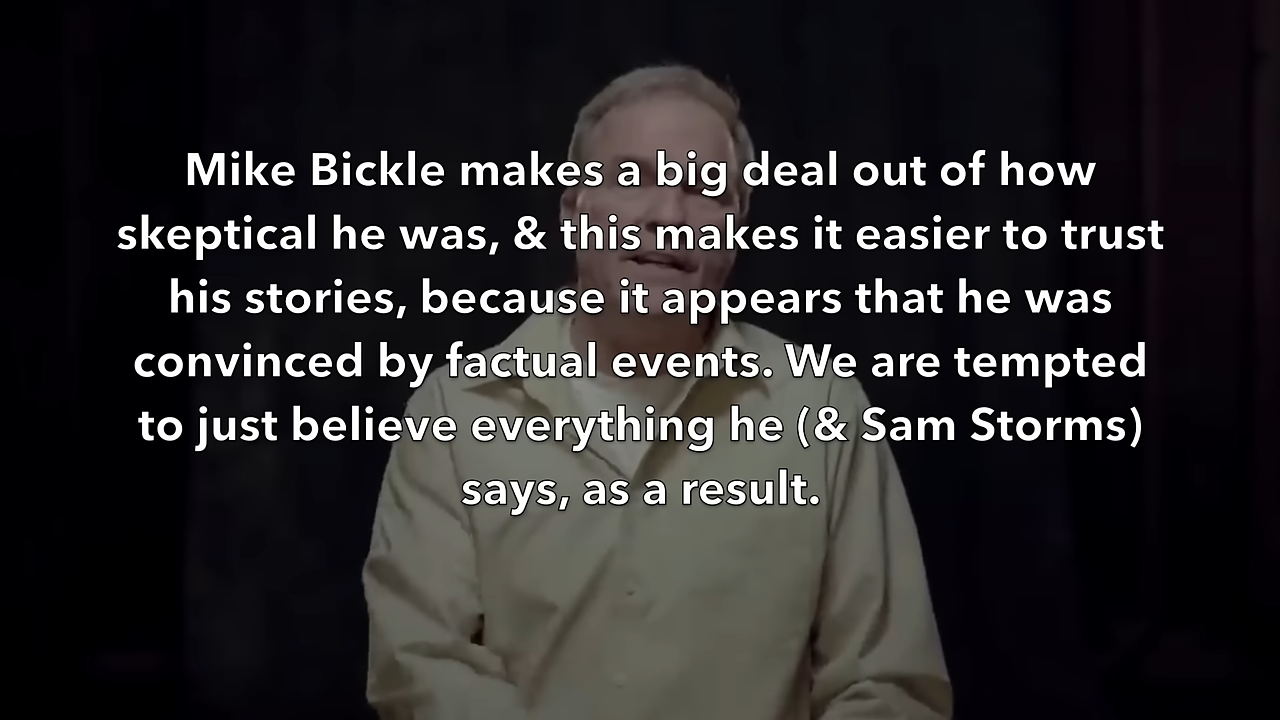 Mike Bickle makes a big deal out of how
skeptical he was, & this makes it easier to trust
his stories, because it appears that he was
convinced by factual events. We are tempted
to just believe everything he (& Sam Storms)
says, as a result.